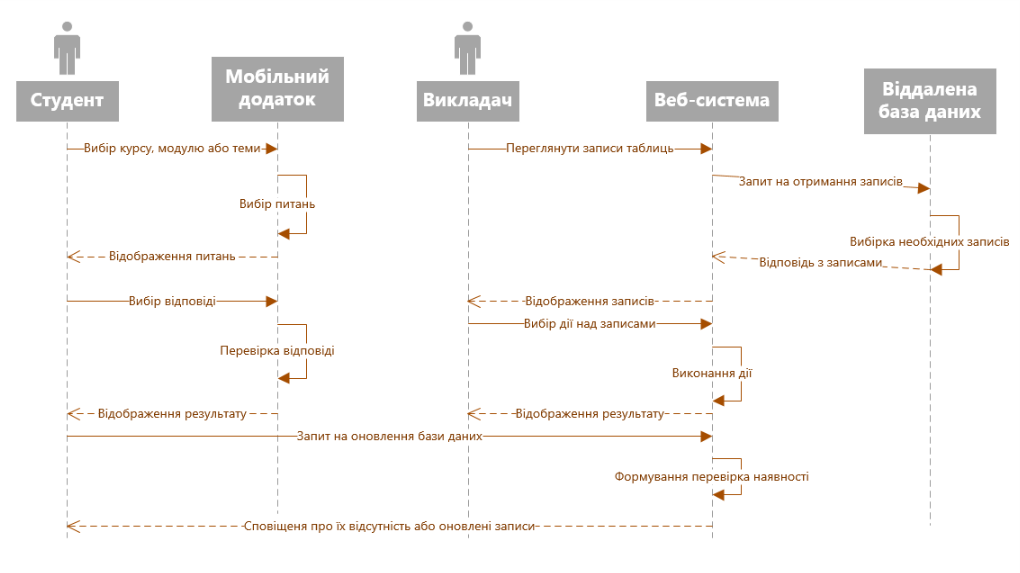 Студент
Мобільний
додаток
Викладач
Веб-система
Віддалена
база даних
Вибір курсу, модулю або теми
Переглянути записи таблиць
Запит на отримання записів
Вибір питань
Вибірка необхідних записів
Відображення питань
Відповідь з записами
Вибір відповіді
Відображення записів
Вибір дії над записами
Перевірка відповіді
Виконання дії
Відображення результату
Відображення результату
Запит на оновлення бази даних
Формування перевірка наявності
Сповіщеня про їх відсутність або оновлені записи